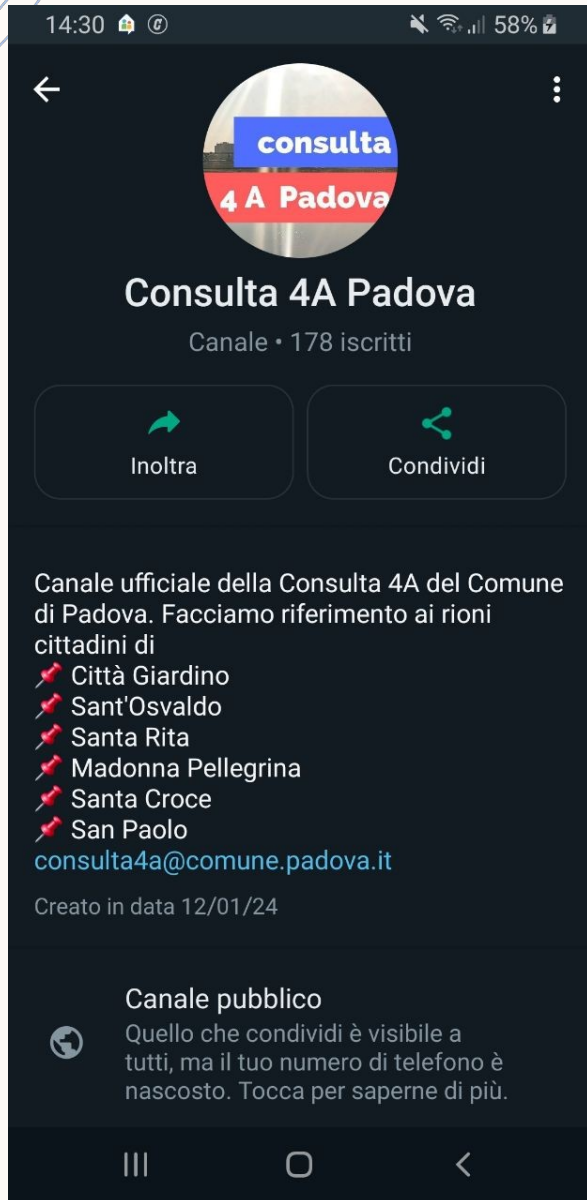 14:30
58%
consulta
4 A Padova
Consulta 4A Padova
Canale • 178 iscritti
Inoltra
Condividi
Canale ufficiale della Consulta 4A del Comune
di Padova. Facciamo riferimento ai rioni
cittadini di
📌 Città Giardino
📌 Sant'Osvaldo
📌 Santa Rita
📌 Madonna Pellegrina
📌 Santa Croce
📌 San Paolo
consulta4a@comune.padova.it
Creato in data 12/01/24
Canale pubblico
Quello che condividi è visibile a
tutti, ma il tuo numero di telefono è
nascosto. Tocca per saperne di più.